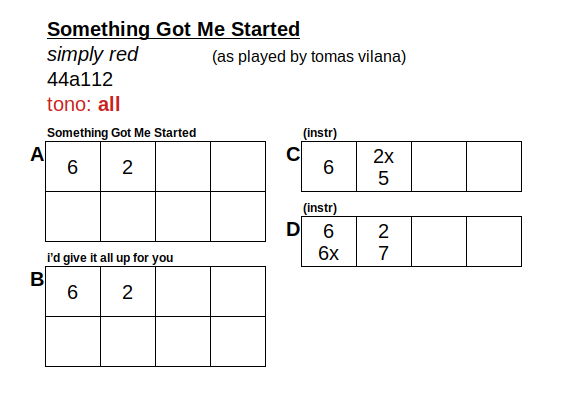 Something Got Me Started
simply red
(as played by tomas vilana)
44a112
tono: all
Something Got Me Started
A
6 2
i'd give it all up for you
B
6 2
(instr)
C
6 2x
5
(instr)
D
6 2
6x 7